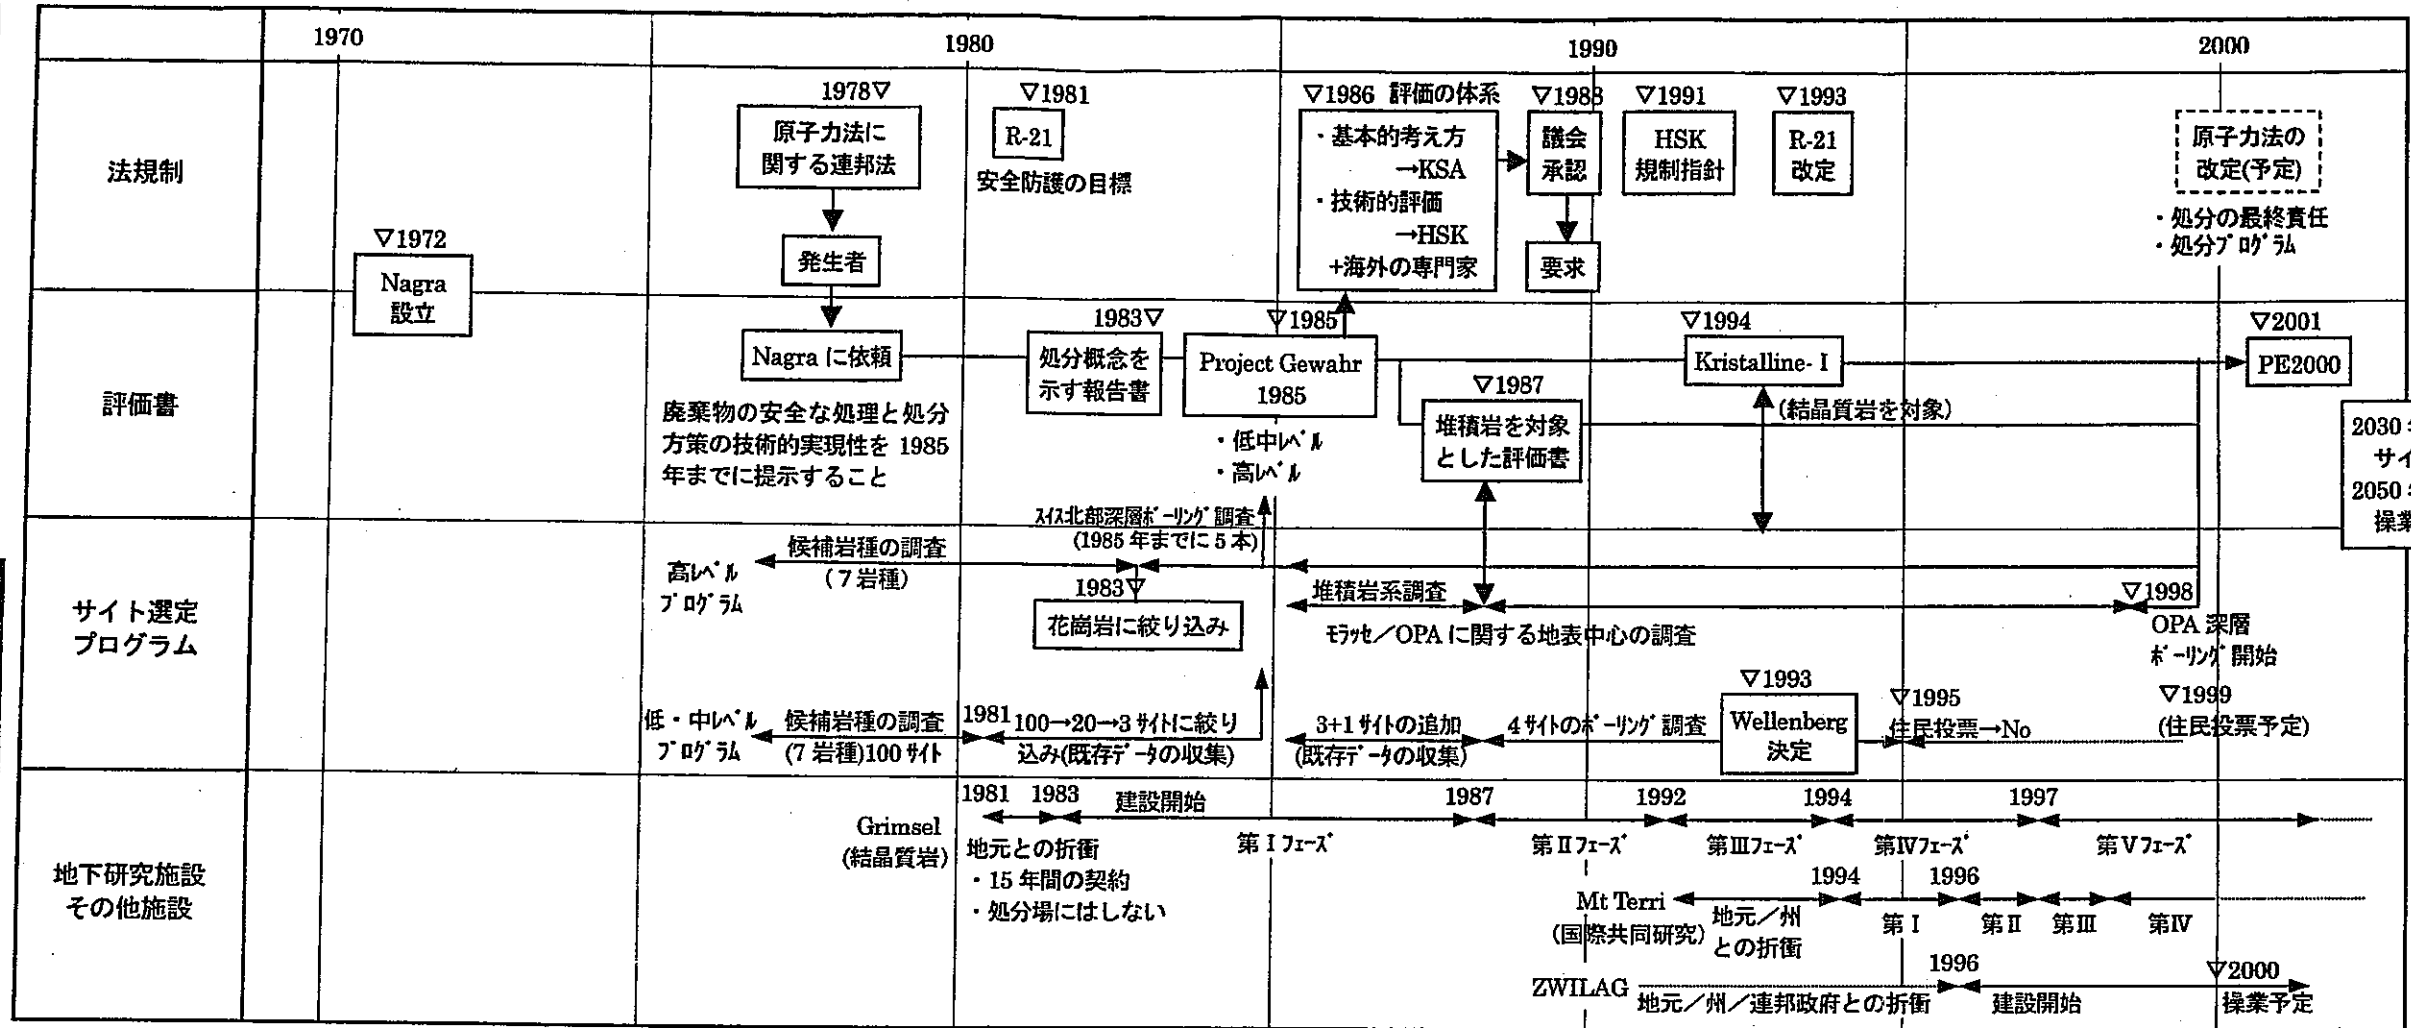 1970
1980
1990
2000
法規制
1978▽
原子力法に
関する連邦法
発生者
▽1972
Nagra
設立
▽1981
R-21
安全防護の目標
▽1986 評価の体系
・基本的考え方
→KSA
・技術的評価
→HSK
+海外の専門家
▽1988
議会
承認
要求
▽1991
HSK
規制指針
▽1993
R-21
改定
原子力法の
改定(予定)
・処分の最終責任
・処分プログラム
評価書
Nagra に依頼
廃棄物の安全な処理と処分
方策の技術的実現性を 1985
年までに提示すること
1983▽
処分概念を
示す報告書
▽1985
Project Gewahr
1985
・低中レベル
・高レベル
▽1987
堆積岩を対象
とした評価書
▽1994
Kristalline- I
(結晶質岩を対象)
▽2001
PE2000
2030
サイ
2050
操業
サイト選定
プログラム
高レベル
プログラム
候補岩種の調査
(7 岩種)
スイス北部深層ボーリング調査
(1985 年までに 5 本)
1983▽
花崗岩に絞り込み
堆積岩系調査
モラッセ/OPA に関する地表中心の調査
▽1998
OPA 深層
ボーリング開始
低・中レベル
プログラム
候補岩種の調査
(7 岩種)100 サイト
1981
100→20→3 サイトに絞り
込み(既存データの収集)
3+1 サイトの追加
(既存データの収集)
4 サイトのボーリング調査
▽1993
Wellenberg
決定
▽1995
住民投票→No
▽1999
(住民投票予定)
地下研究施設
その他施設
Grimsel
(結晶質岩)
1981
1983
建設開始
1987
1992
1994
1997
地元との折衝
・15 年間の契約
・処分場にはしない
第Ⅰフェーズ
第Ⅱフェーズ
第Ⅲフェーズ
第Ⅳフェーズ
第Ⅴフェーズ
Mt Terri
(国際共同研究)
地元/州
との折衝
1994
1996
第Ⅰ
第Ⅱ
第Ⅲ
第Ⅳ
ZWILAG
地元/州/連邦政府との折衝
1996
建設開始
▽2000
操業予定